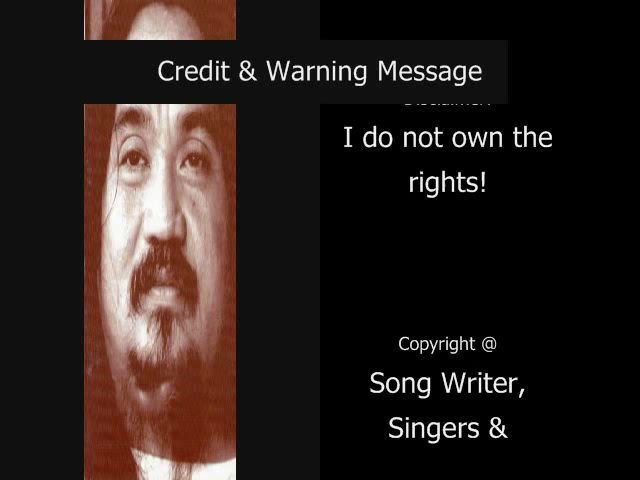 Credit & Warning Message
I do not own the
rights!
Copyright @
Song Writer,
Singers &